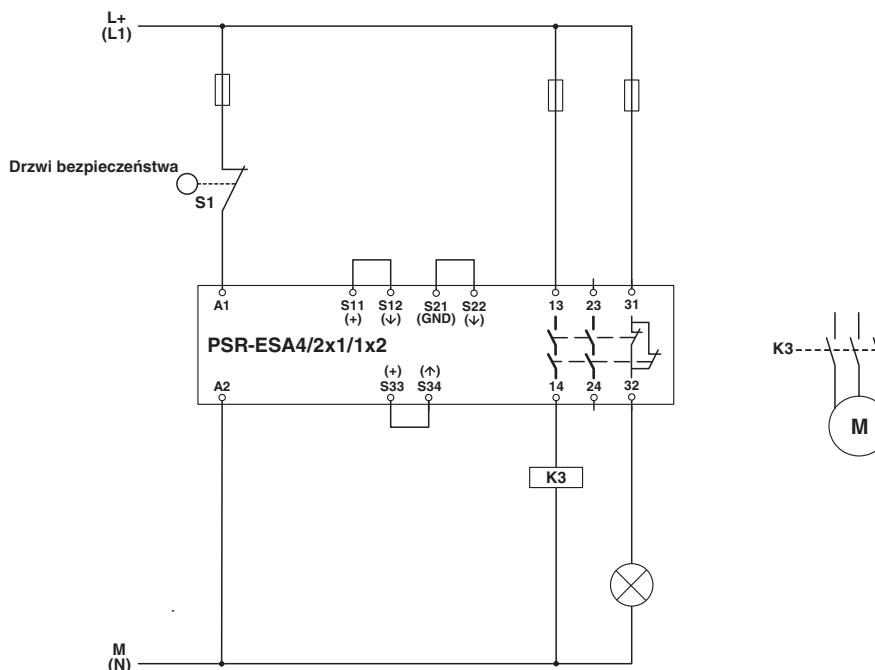 L+
(L1)
Drzwi bezpieczeństwa
S1
A1
S11
(+)
S12
(↓)
S21
(GND)
S22
(↓)
13
23
31
PSR-ESA4/2x1/1x2
A2
(+)
S33
(↑)
S34
14
24
32
K3
K3
M
M
(N)